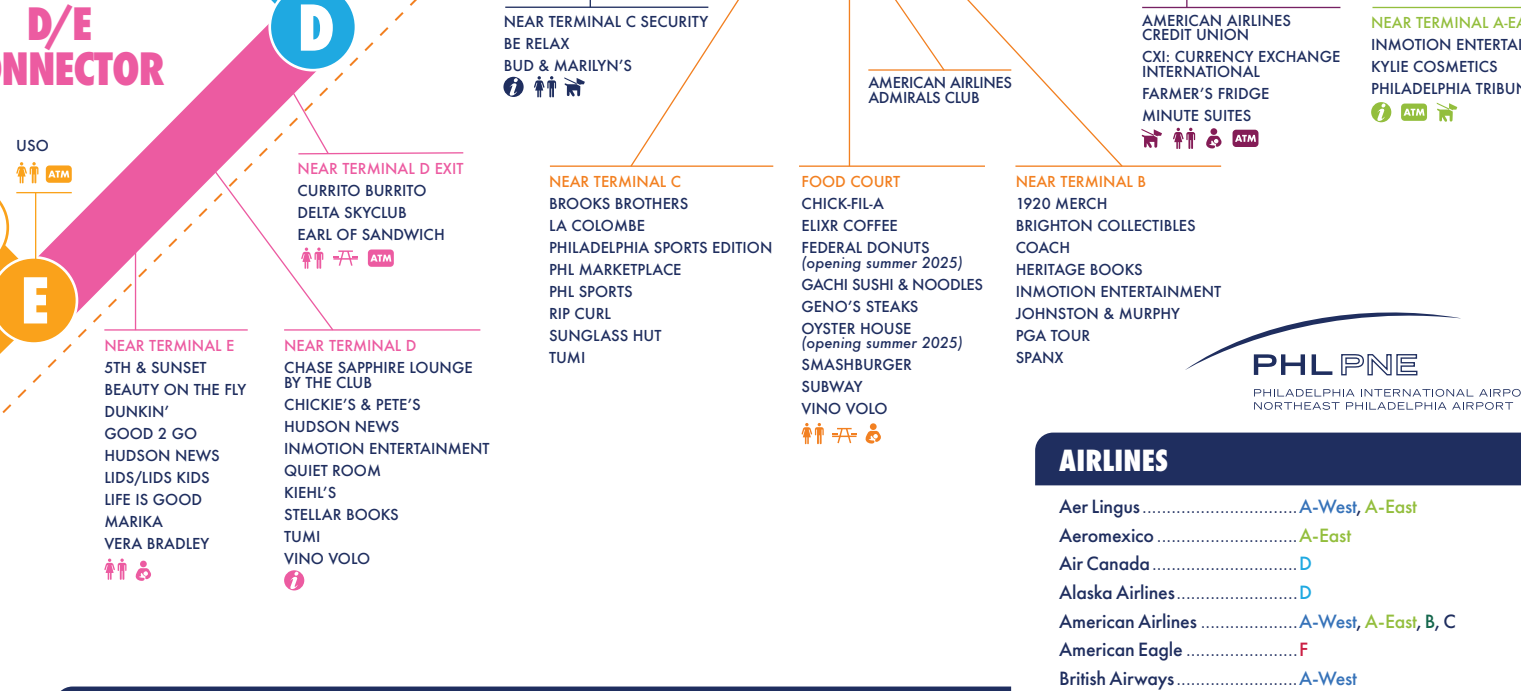 D/E
D
USO
ATM
E
NEAR TERMINAL E
5TH & SUNSET
BEAUTY ON THE FLY
DUNKIN'
GOOD 2 GO
HUDSON NEWS
LIDS/LIDS KIDS
LIFE IS GOOD
MARIKA
VERA BRADLEY
NEAR TERMINAL D EXIT
CURRITO BURRITO
DELTA SKYCLUB
EARL OF SANDWICH
ATM
NEAR TERMINAL D
CHASE SAPPHIRE LOUNGE
BY THE CLUB
CHICKIE'S & PETE'S
HUDSON NEWS
INMOTION ENTERTAINMENT
QUIET ROOM
KIEHL'S
STELLAR BOOKS
TUMI
VINO VOLO
i
NEAR TERMINAL C SECURITY
BE RELAX
BUD & MARILYN'S
i
NEAR TERMINAL C
BROOKS BROTHERS
LA COLOMBE
PHILADELPHIA SPORTS EDITION
PHL MARKETPLACE
PHL SPORTS
RIP CURL
SUNGLASS HUT
TUMI
AMERICAN AIRLINES
ADMIRALS CLUB
FOOD COURT
CHICK-FIL-A
ELIXR COFFEE
FEDERAL DONUTS
(opening summer 2025)
GACHI SUSHI & NOODLES
GENO'S STEAKS
OYSTER HOUSE
(opening summer 2025)
SMASHBURGER
SUBWAY
VINO VOLO
NEAR TERMINAL B
1920 MERCH
BRIGHTON COLLECTIBLES
COACH
HERITAGE BOOKS
INMOTION ENTERTAINMENT
JOHNSTON & MURPHY
PGA TOUR
SPANX
AMERICAN AIRLINES
CREDIT UNION
CXI: CURRENCY EXCHANGE
INTERNATIONAL
FARMER'S FRIDGE
MINUTE SUITES
ATM
NEAR TERMINAL
KYLIE COSMETICS
PHILADELPHIA
i ATM
INMOTION
PHL PNE
PHILADELPHIA INTERNATIONAL
NORTHEAST PHILADELPHIA AIRPORT
AIRLINES
Aer Lingus................................A-West, A-East
Aeromexico.............................A-East
Air Canada..............................D
Alaska Airlines.........................D
American Airlines....................A-West, A-East, B, C
American Eagle.......................F
British Airways.........................A-West